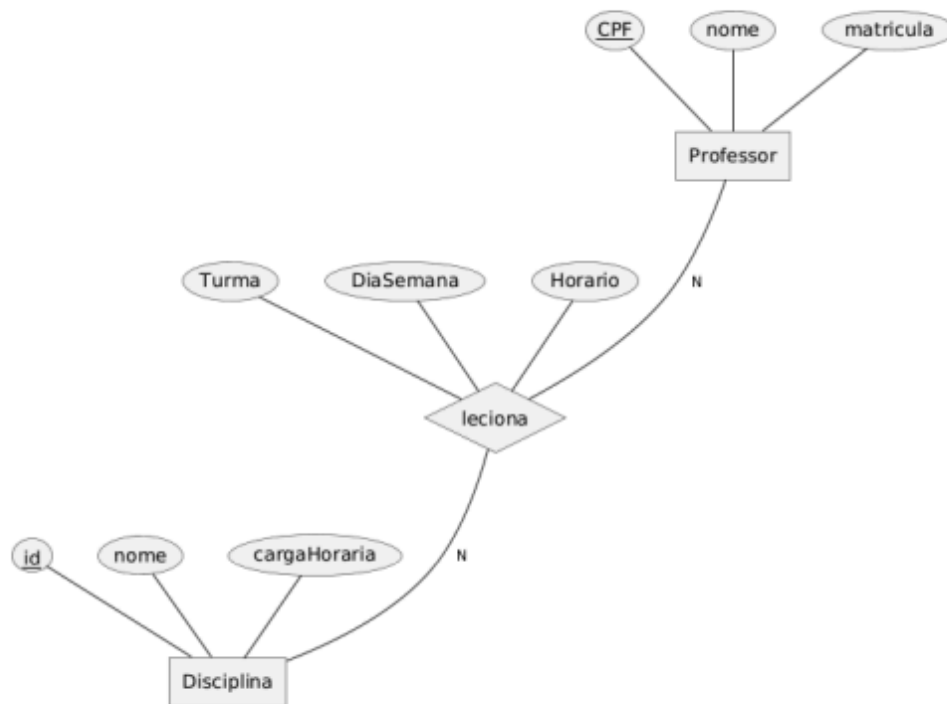 CPF
nome
matricula
Professor
Turma
DiaSemana
Horario
N
leciona
id
nome
cargaHoraria
N
Disciplina